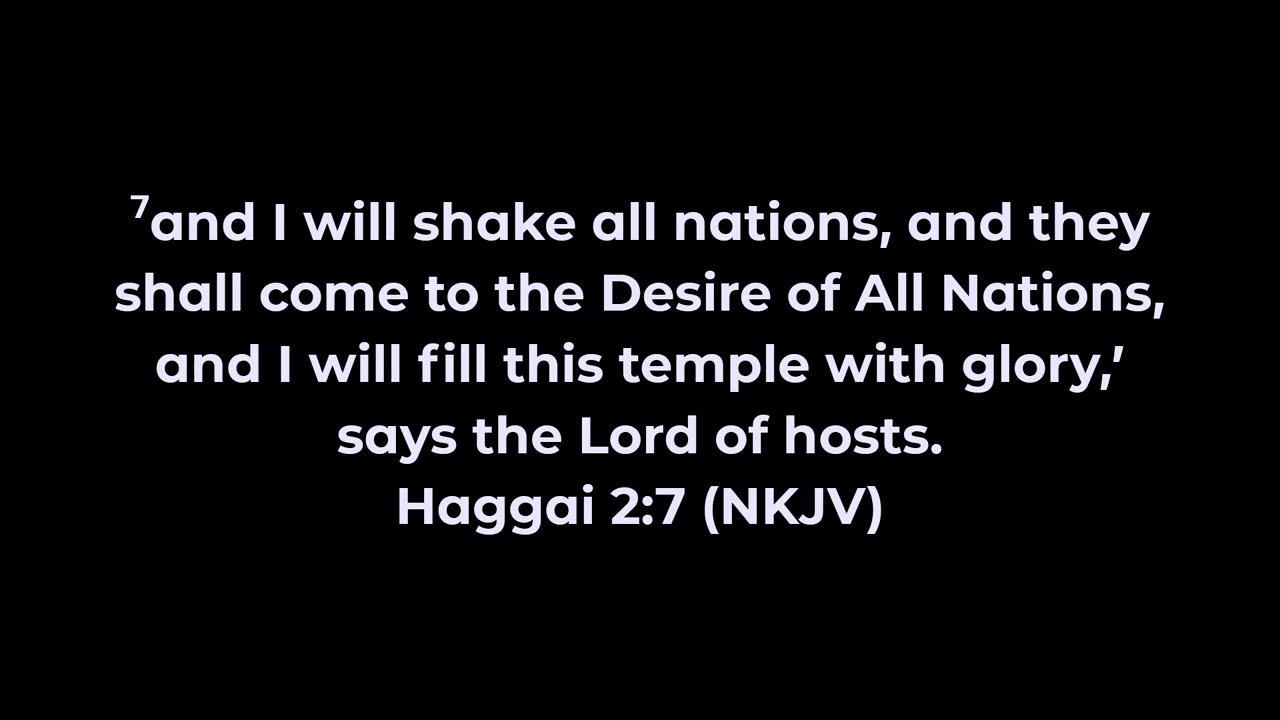 ⁷and I will shake all nations, and they
shall come to the Desire of All Nations,
and I will fill this temple with glory,’
says the Lord of hosts.
Haggai 2:7 (NKJV)